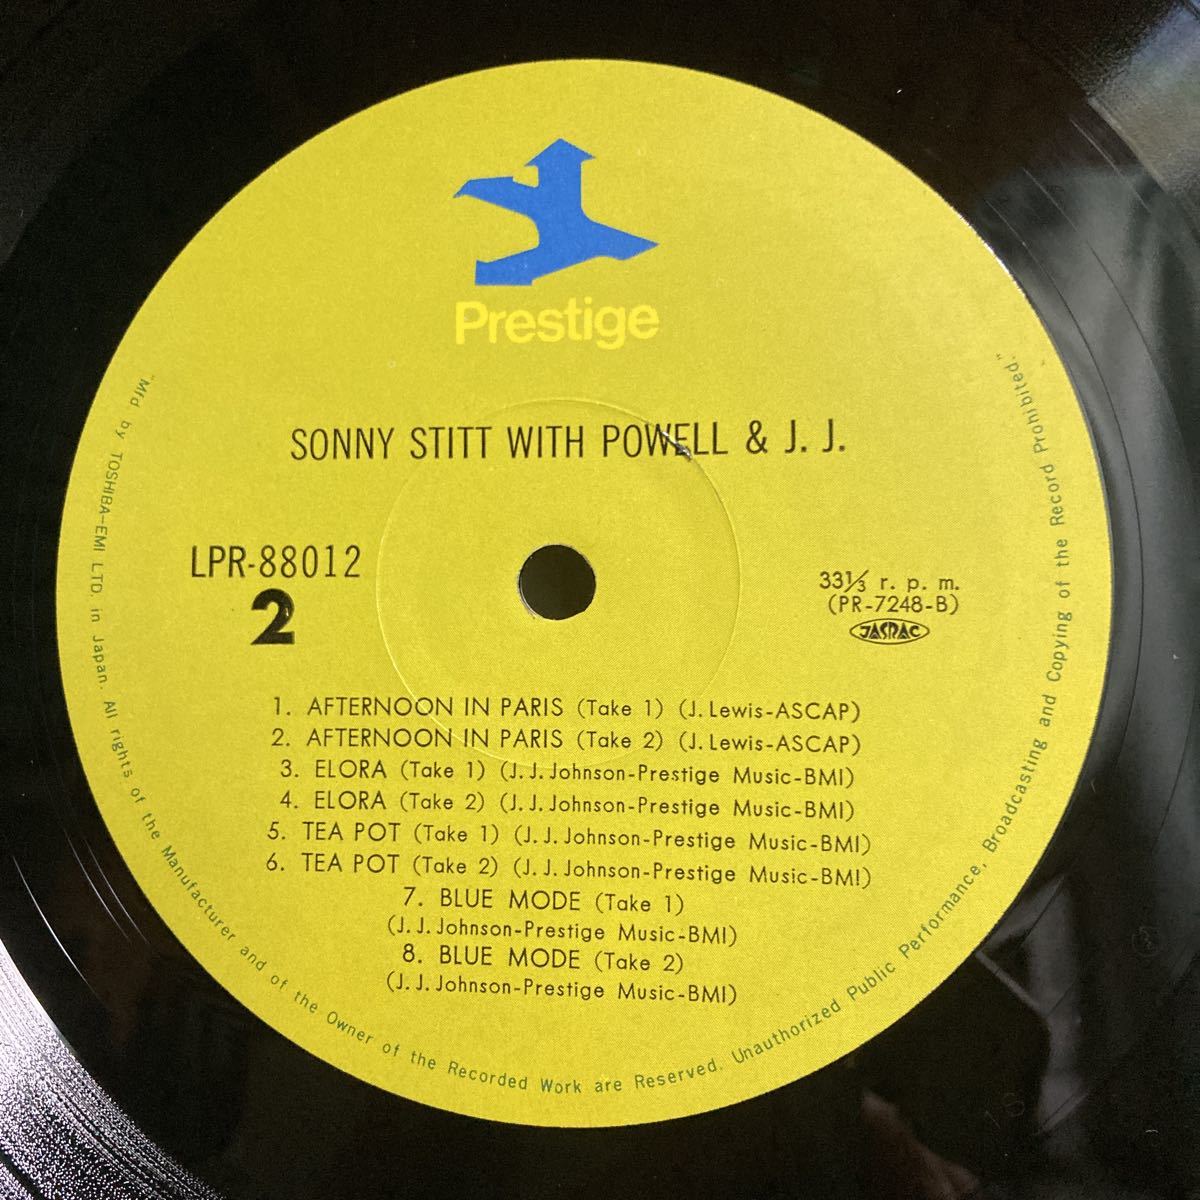 Prestige
SONNY STITT WITH POWELL & J. J.
LPR-88012
2
33⅓ r. p. m.
(PR-7248-B)
JASRAC
1. AFTERNOON IN PARIS (Take 1) (J. Lewis-ASCAP)
2. AFTERNOON IN PARIS (Take 2) (J. Lewis-ASCAP)
3. ELORA (Take 1) (J. J. Johnson-Prestige Music-BMI)
4. ELORA (Take 2) (J. J. Johnson-Prestige Music-BMI)
5. TEA POT (Take 1) (J. J. Johnson-Prestige Music-BMI)
6. TEA POT (Take 2) (J. J. Johnson-Prestige Music-BMI)
7. BLUE MODE (Take 1)
(J. J. Johnson-Prestige Music-BMI)
8. BLUE MODE (Take 2)
(J. J. Johnson-Prestige Music-BMI)
"Mfd by TOSHIBA-EMI LTD. in Japan. All rights of the Manufacturer and of the Owner of the Recorded Work are Reserved. Unauthorized Public Performance, Broadcasting and Copying of the Record Prohibited."